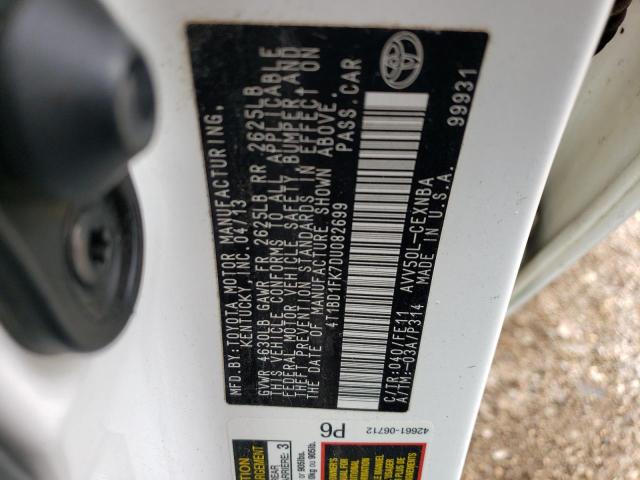 MFD.BY:TOYOTA MOTOR MANUFACTURING,
KENTUCKY, INC. 04/13
GVWR 4630LB GAWR FR 2625LB RR 2625LB
THIS VEHICLE CONFORMS TO ALL APPLICABLE
FEDERAL MOTOR VEHICLE SAFETY, BUMPER, AND
THEFT PREVENTION STANDARDS IN EFFECT ON
THE DATE OF MANUFACTURE SHOWN ABOVE.
4T1BD1FK7DU082699 PASS.CAR
C/TR:040/FE11 AVV50L-CEXNBA
A/TM:-03A/P314 MADE IN U.S.A. 99931
P6 42661-06712
REAR
ARRIÈRE 3